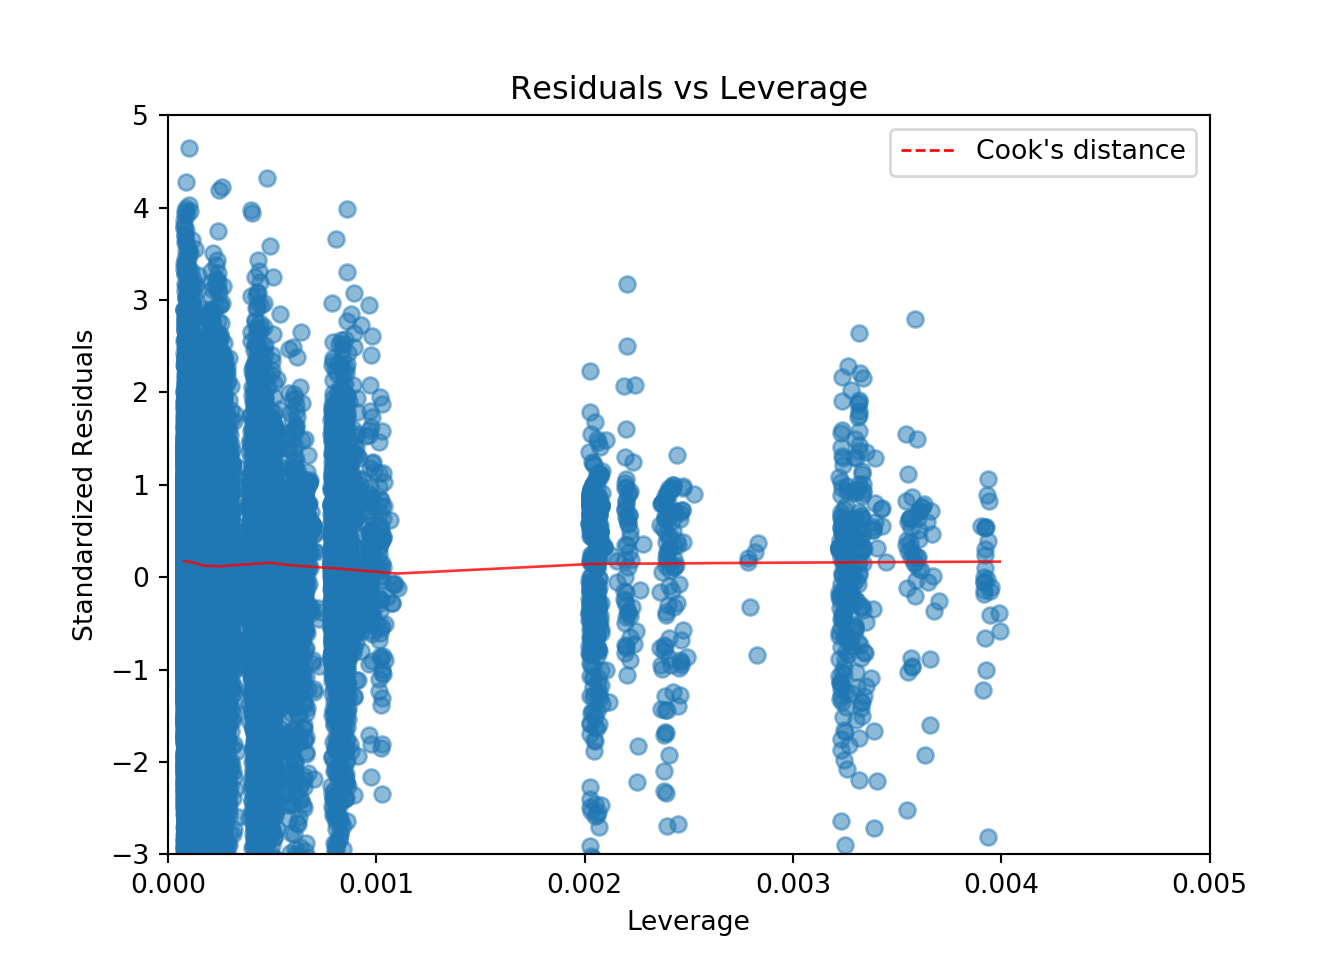 Residuals vs Leverage
Cook's distance
Standardized Residuals
5
4
3
2
1
0
−1
−2
−3
0.000 0.001 0.002 0.003 0.004 0.005
Leverage